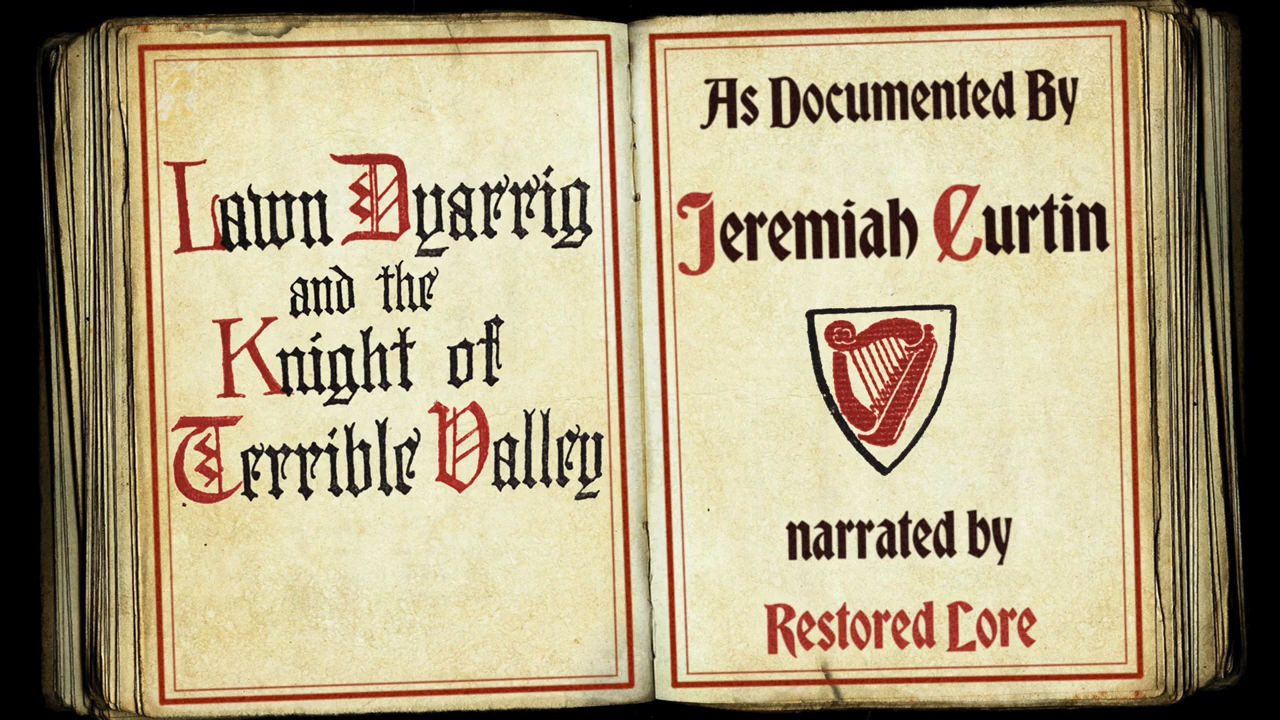 Lawn Dyarrig
and the
Knight of
Terrible Valley
As Documented By
Jeremiah Curtin
narrated by
Restored Lore